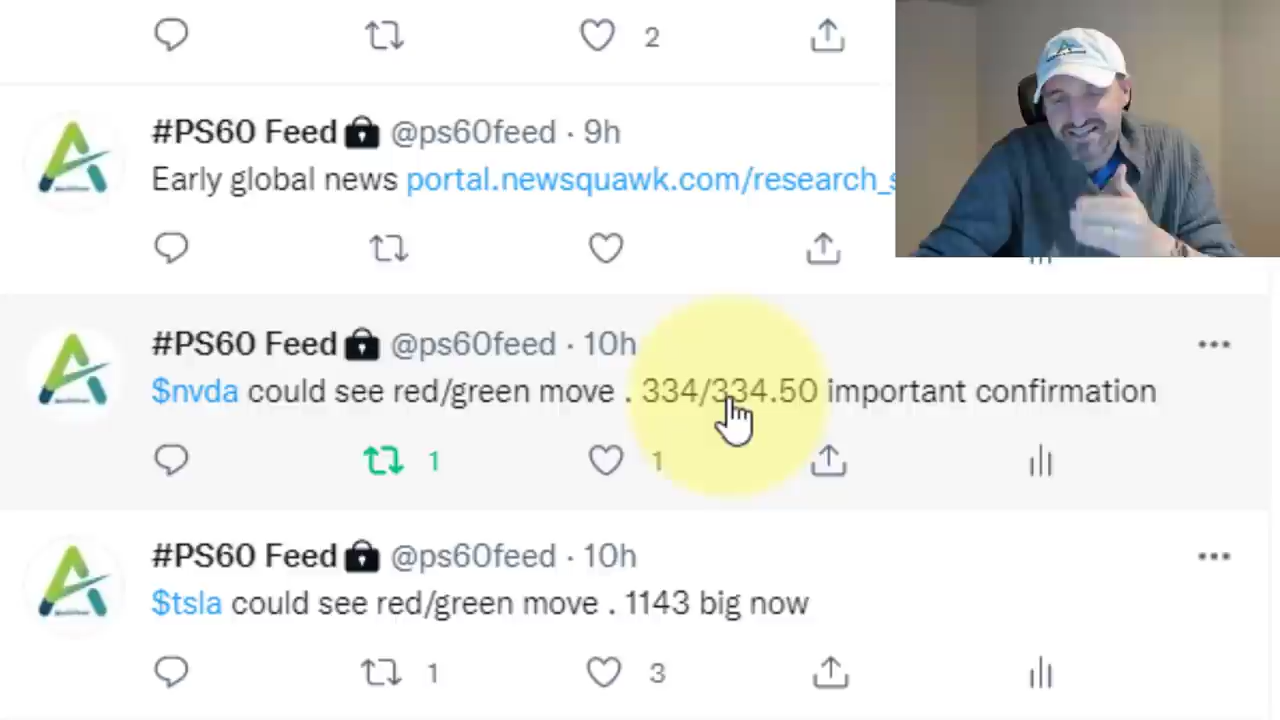 2
#PS60 Feed @ps60feed · 9h
Early global news portal.newsquawk.com/research_s
#PS60 Feed @ps60feed · 10h
$nvda could see red/green move . 334/334.50 important confirmation
1 1
#PS60 Feed @ps60feed · 10h
$tsla could see red/green move . 1143 big now
1 3